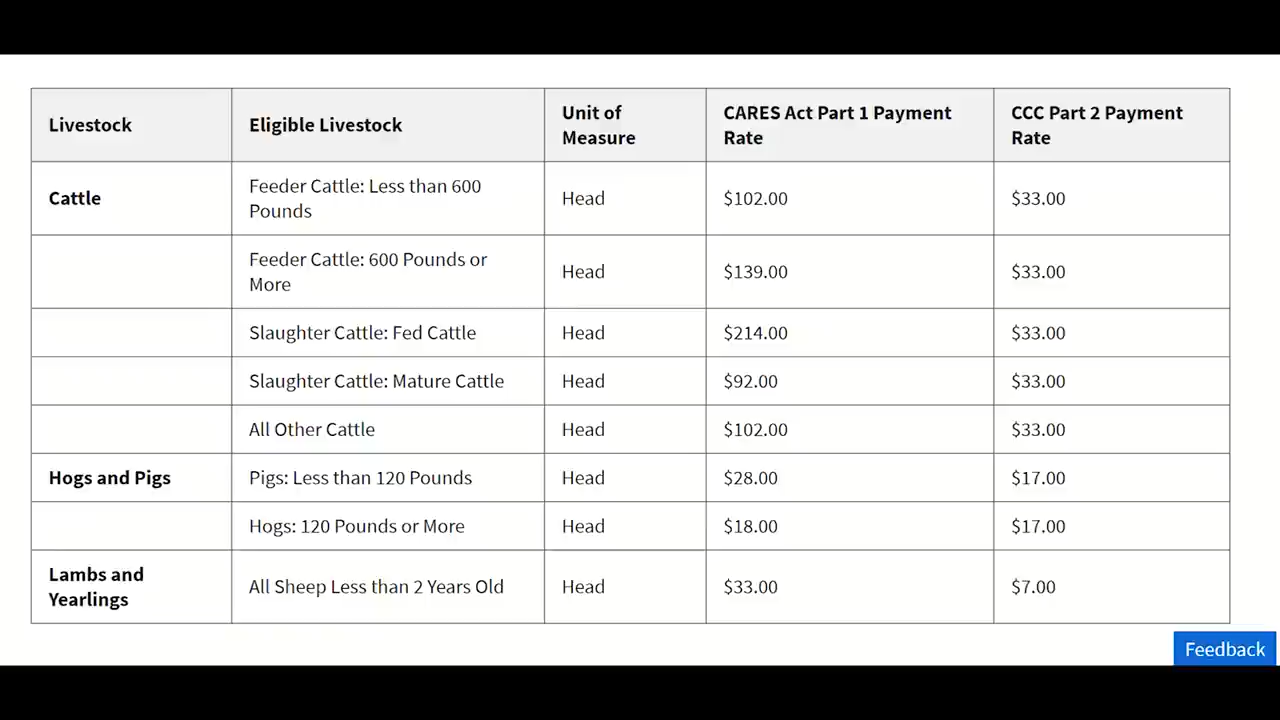 Livestock
Eligible Livestock
Unit of
Measure
CARES Act Part 1 Payment
Rate
CCC Part 2 Payment
Rate
Cattle
Feeder Cattle: Less than 600
Pounds
Head
$102.00
$33.00
Feeder Cattle: 600 Pounds or
More
Head
$139.00
$33.00
Slaughter Cattle: Fed Cattle
Head
$214.00
$33.00
Slaughter Cattle: Mature Cattle
Head
$92.00
$33.00
All Other Cattle
Head
$102.00
$33.00
Hogs and Pigs
Pigs: Less than 120 Pounds
Head
$28.00
$17.00
Hogs: 120 Pounds or More
Head
$18.00
$17.00
Lambs and
Yearlings
All Sheep Less than 2 Years Old
Head
$33.00
$7.00
Feedback